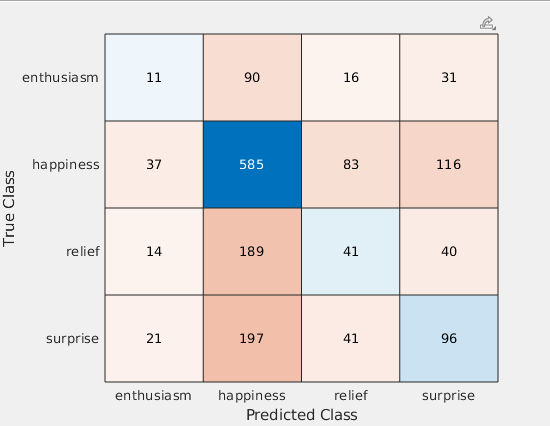 True Class
enthusiasm 11 90 16 31
happiness 37 585 83 116
relief 14 189 41 40
surprise 21 197 41 96
enthusiasm happiness relief surprise
Predicted Class